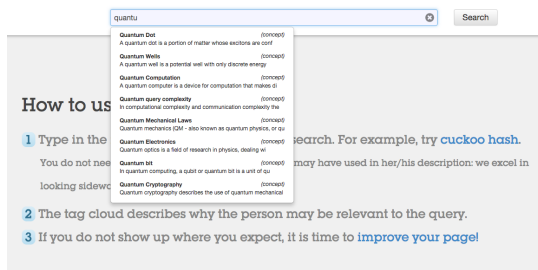 quantu
Search
Quantum Dot (concept)
A quantum dot is a portion of matter whose excitons are conf
Quantum Wells (concept)
A quantum well is a potential well with only discrete energy
Quantum Computation (concept)
A quantum computer is a device for computation that makes di
Quantum query complexity (concept)
In computational complexity and communication complexity the
Quantum Mechanical Laws (concept)
Quantum mechanics (QM - also known as quantum physics, or qu
Quantum Electronics (concept)
Quantum optics is a field of research in physics, dealing wi
Quantum bit (concept)
In quantum computing, a qubit or quantum bit is a unit of qu
Quantum Cryptography (concept)
Quantum cryptography describes the use of quantum mechanical
How to us
1 Type in the search. For example, try cuckoo hash.
You do not nee may have used in her/his description: we excel in
looking sidewa
2 The tag cloud describes why the person may be relevant to the query.
3 If you do not show up where you expect, it is time to improve your page!